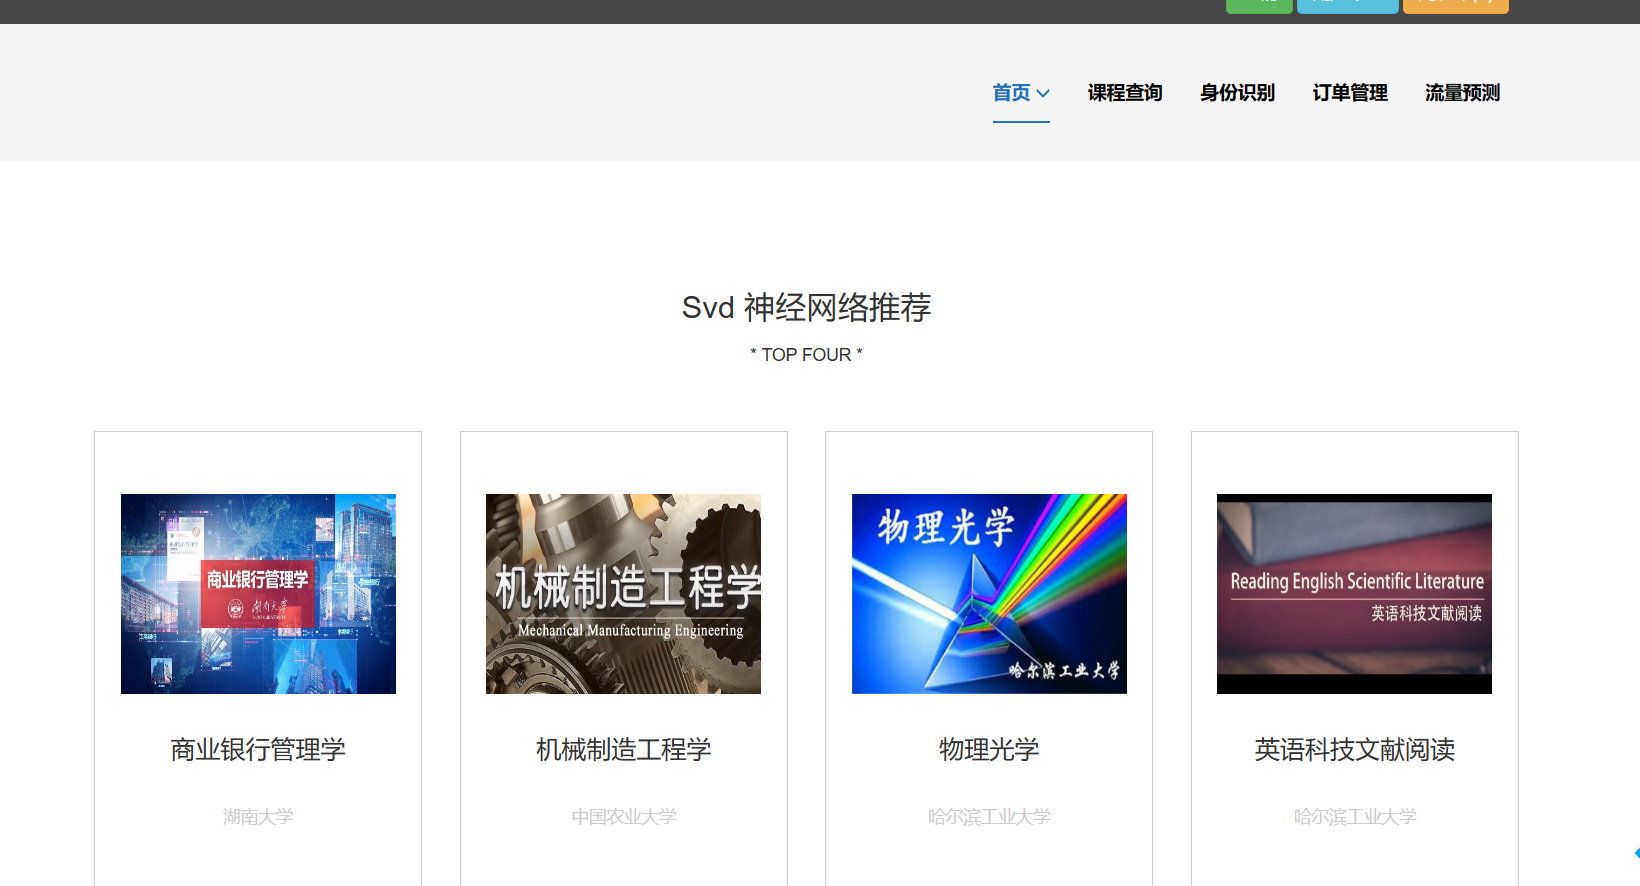 首页
课程查询
身份识别
订单管理
流量预测
Svd 神经网络推荐
* TOP FOUR *
商业银行管理学
湖南大学
机械制造工程学
Mechanical Manufacturing Engineering
物理光学
哈尔滨工业大学
Reading English Scientific Literature
英语科技文献阅读
商业银行管理学
机械制造工程学
物理光学
英语科技文献阅读
湖南大学
中国农业大学
哈尔滨工业大学
哈尔滨工业大学